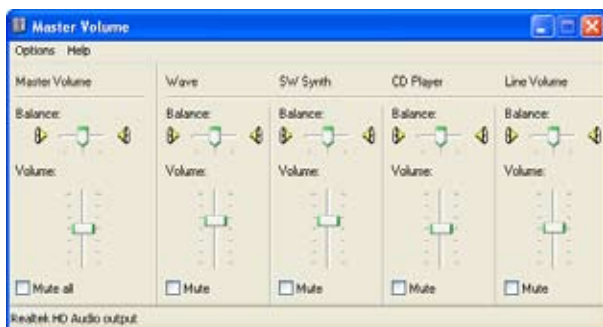 Master Volume
Options Help
Master Volume
Wave
SW Synth
CD Player
Line Volume
Balance:
Balance:
Balance:
Balance:
Balance:
Volume:
Volume:
Volume:
Volume:
Volume:
Mute all
Mute
Mute
Mute
Mute
Realtek HD Audio output